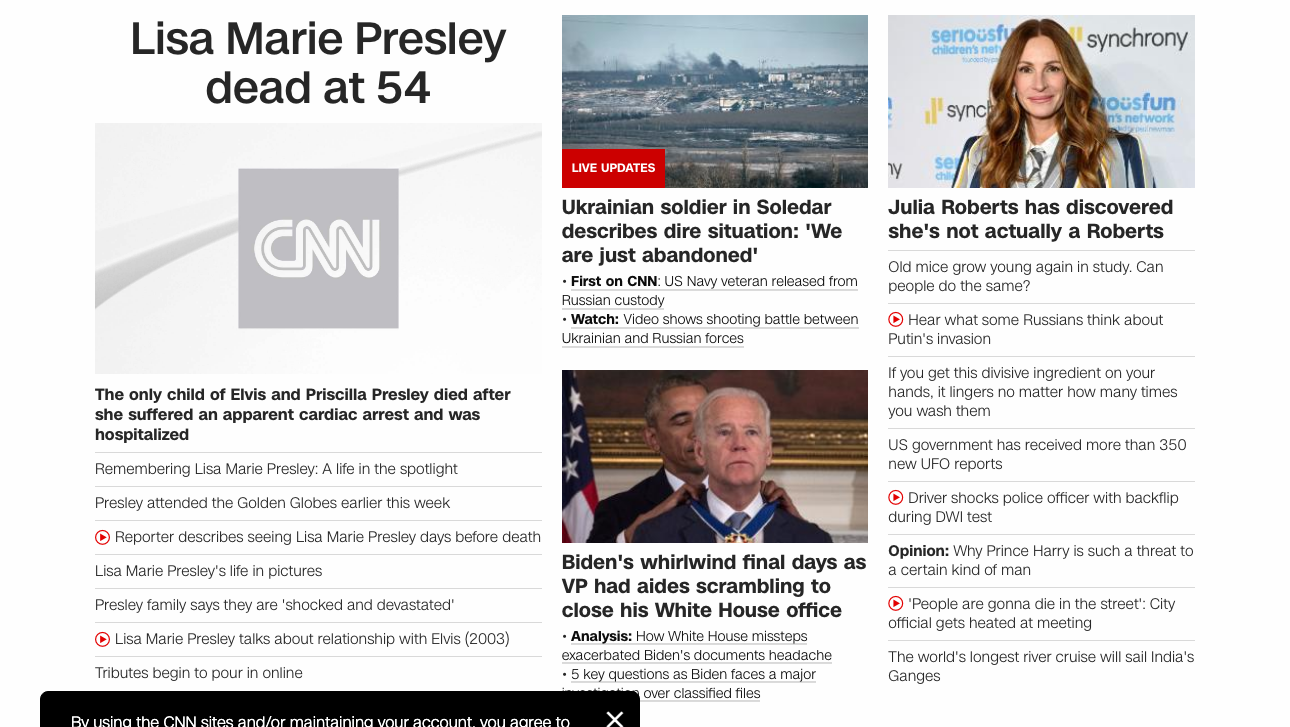 Lisa Marie Presley
dead at 54
CNN
The only child of Elvis and Priscilla Presley died after
she suffered an apparent cardiac arrest and was
hospitalized
Remembering Lisa Marie Presley: A life in the spotlight
Presley attended the Golden Globes earlier this week
Reporter describes seeing Lisa Marie Presley days before death
Lisa Marie Presley's life in pictures
Presley family says they are 'shocked and devastated'
Lisa Marie Presley talks about relationship with Elvis (2003)
Tributes begin to pour in online
By using the CNN sites and/or maintaining your account, you agree to
LIVE UPDATES
Ukrainian soldier in Soledar
describes dire situation: 'We
are just abandoned'
• First on CNN: US Navy veteran released from
Russian custody
• Watch: Video shows shooting battle between
Ukrainian and Russian forces
Biden's whirlwind final days as
VP had aides scrambling to
close his White House office
• Analysis: How White House missteps
exacerbated Biden's documents headache
• 5 key questions as Biden faces a major
investigation over classified files
seriousfun
children's network
synchrony
synch
seriousfun
n's network
Julia Roberts has discovered
she's not actually a Roberts
Old mice grow young again in study. Can
people do the same?
Hear what some Russians think about
Putin's invasion
If you get this divisive ingredient on your
hands, it lingers no matter how many times
you wash them
US government has received more than 350
new UFO reports
Driver shocks police officer with backflip
during DWI test
Opinion: Why Prince Harry is such a threat to
a certain kind of man
'People are gonna die in the street': City
official gets heated at meeting
The world's longest river cruise will sail India's
Ganges